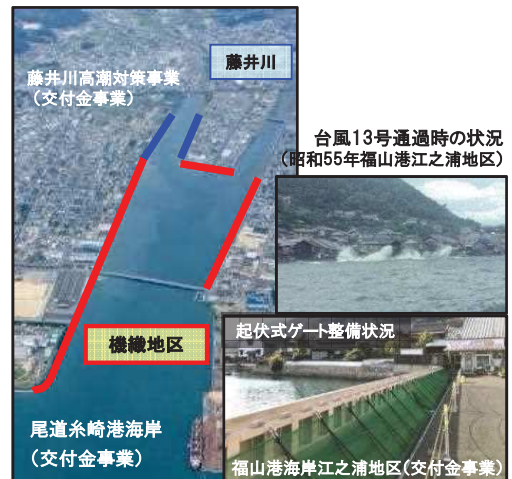 藤井川
藤井川高潮対策事業
(交付金事業)
台風13号通過時の状況
(昭和55年福山港江之浦地区)
機織地区
起伏式ゲート整備状況
尾道糸崎港海岸
(交付金事業)
福山港海岸江之浦地区(交付金事業)